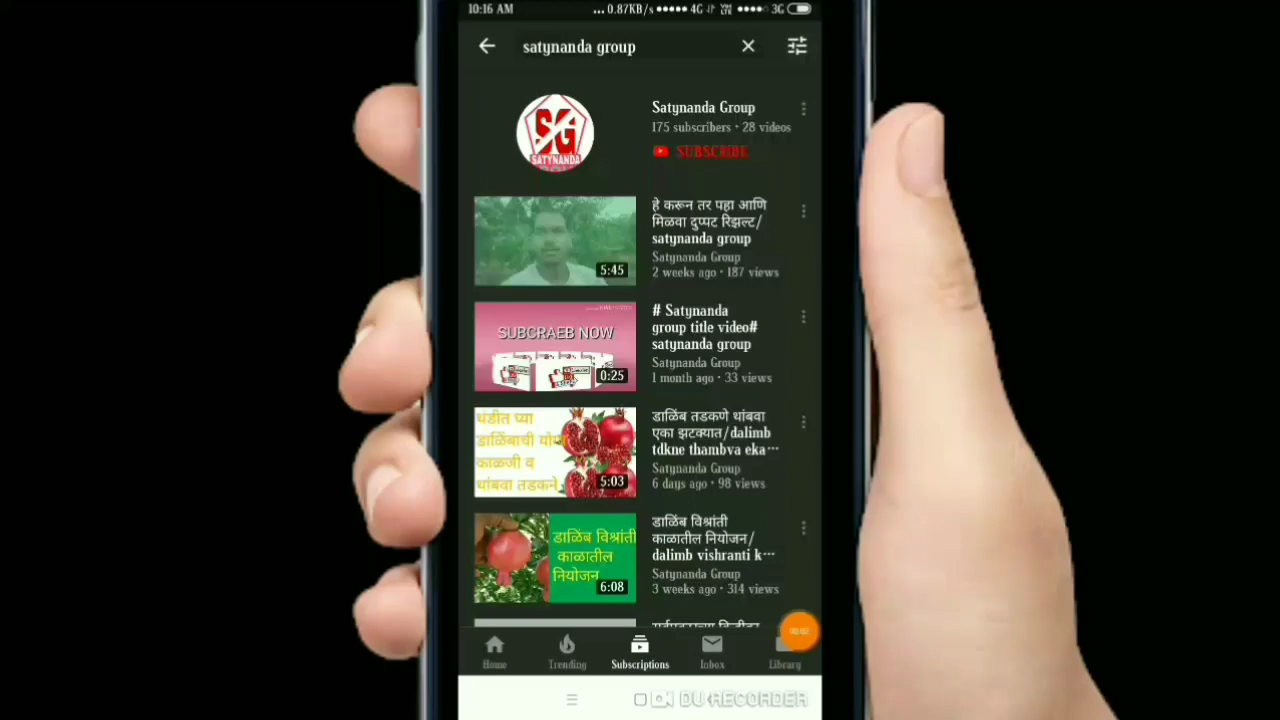 10:16 AM ... 0.87KB/s 4G VoLTE 3G
satynanda group
SG
SATYNANDA
Satynanda Group
175 subscribers • 28 videos
SUBSCRIBE
5:45
हे करून तर पहा आणि
मिळवा दुप्पट रिझल्ट/
satynanda group
Satynanda Group
2 weeks ago • 187 views
SUBCRAEB NOW
0:25
# Satynanda
group title video#
satynanda group
Satynanda Group
1 month ago • 33 views
थंडीत घ्या
डाळिंबाची
काळजी व
थांबवा तडकने
5:03
डाळिंब तडकणे थांबवा
एका झटक्यात/dalimb
tdkne thambva eka...
Satynanda Group
6 days ago • 98 views
डाळिंब विश्रांती
काळातील
नियोजन
6:08
डाळिंब विश्रांती
काळातील नियोजन/
dalimb vishranti k...
Satynanda Group
3 weeks ago • 314 views
Home
Trending
Subscriptions
Inbox
Library
DU RECORDER